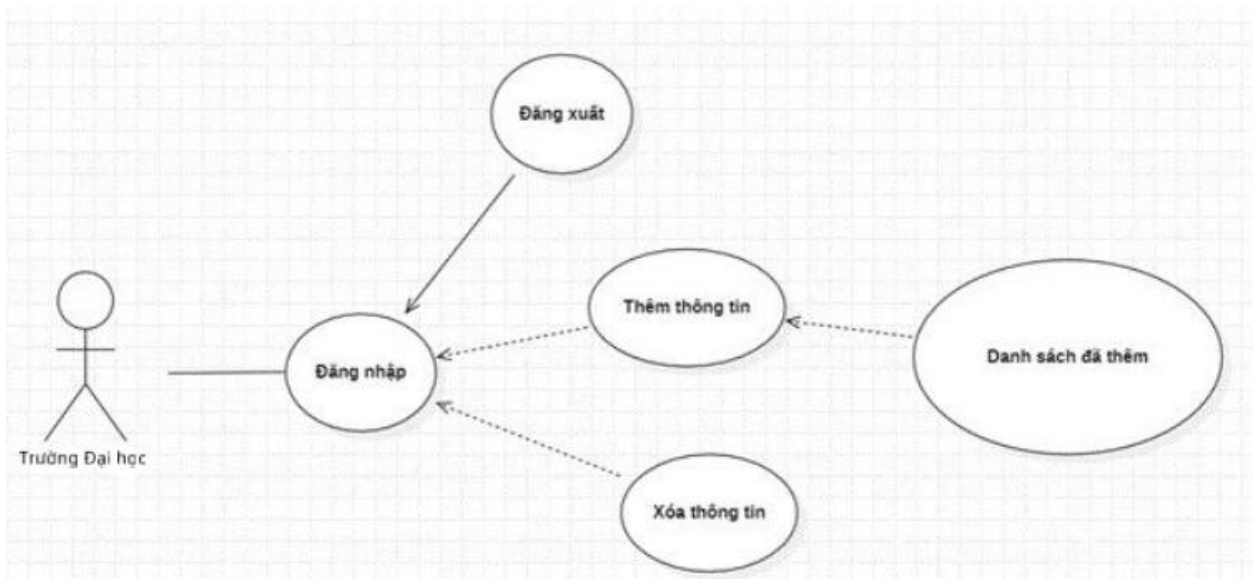 Đăng xuất
Thêm thông tin
Danh sách đã thêm
Đăng nhập
Trường Đại học
Xóa thông tin